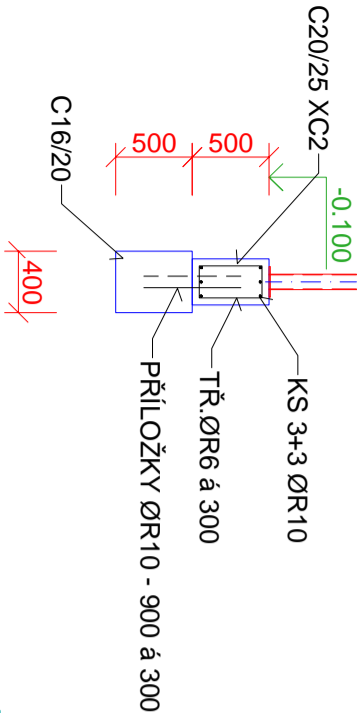 -0.100
C20/25 XC2
500
500
C16/20
400
KS 3+3 ØR10
TŘ.ØR6 á 300
PŘÍLOŽKY ØR10 - 900 á 300